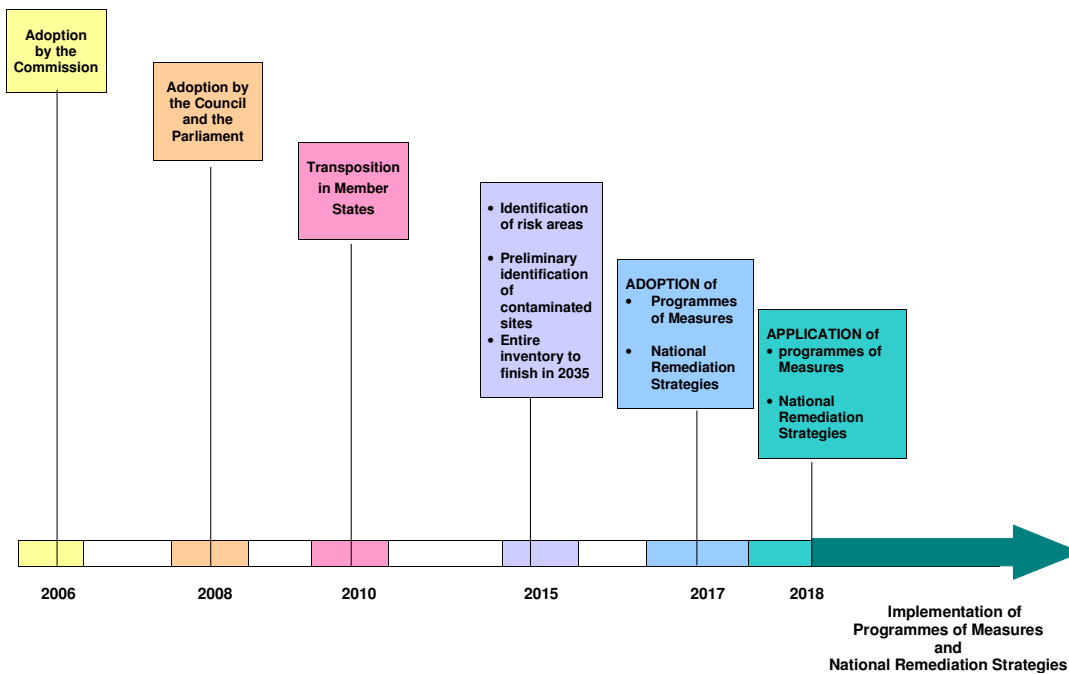 Adoption
by the
Commission
Adoption by
the Council
and the
Parliament
Transposition
in Member
States
• Identification
of risk areas
• Preliminary
identification
of
contaminated
sites
• Entire
inventory to
finish in 2035
ADOPTION of
• Programmes
of Measures
• National
Remediation
Strategies
APPLICATION of
• programmes of
Measures
• National
Remediation
Strategies
2006
2008
2010
2015
2017
2018
Implementation of
Programmes of Measures
and
National Remediation Strategies